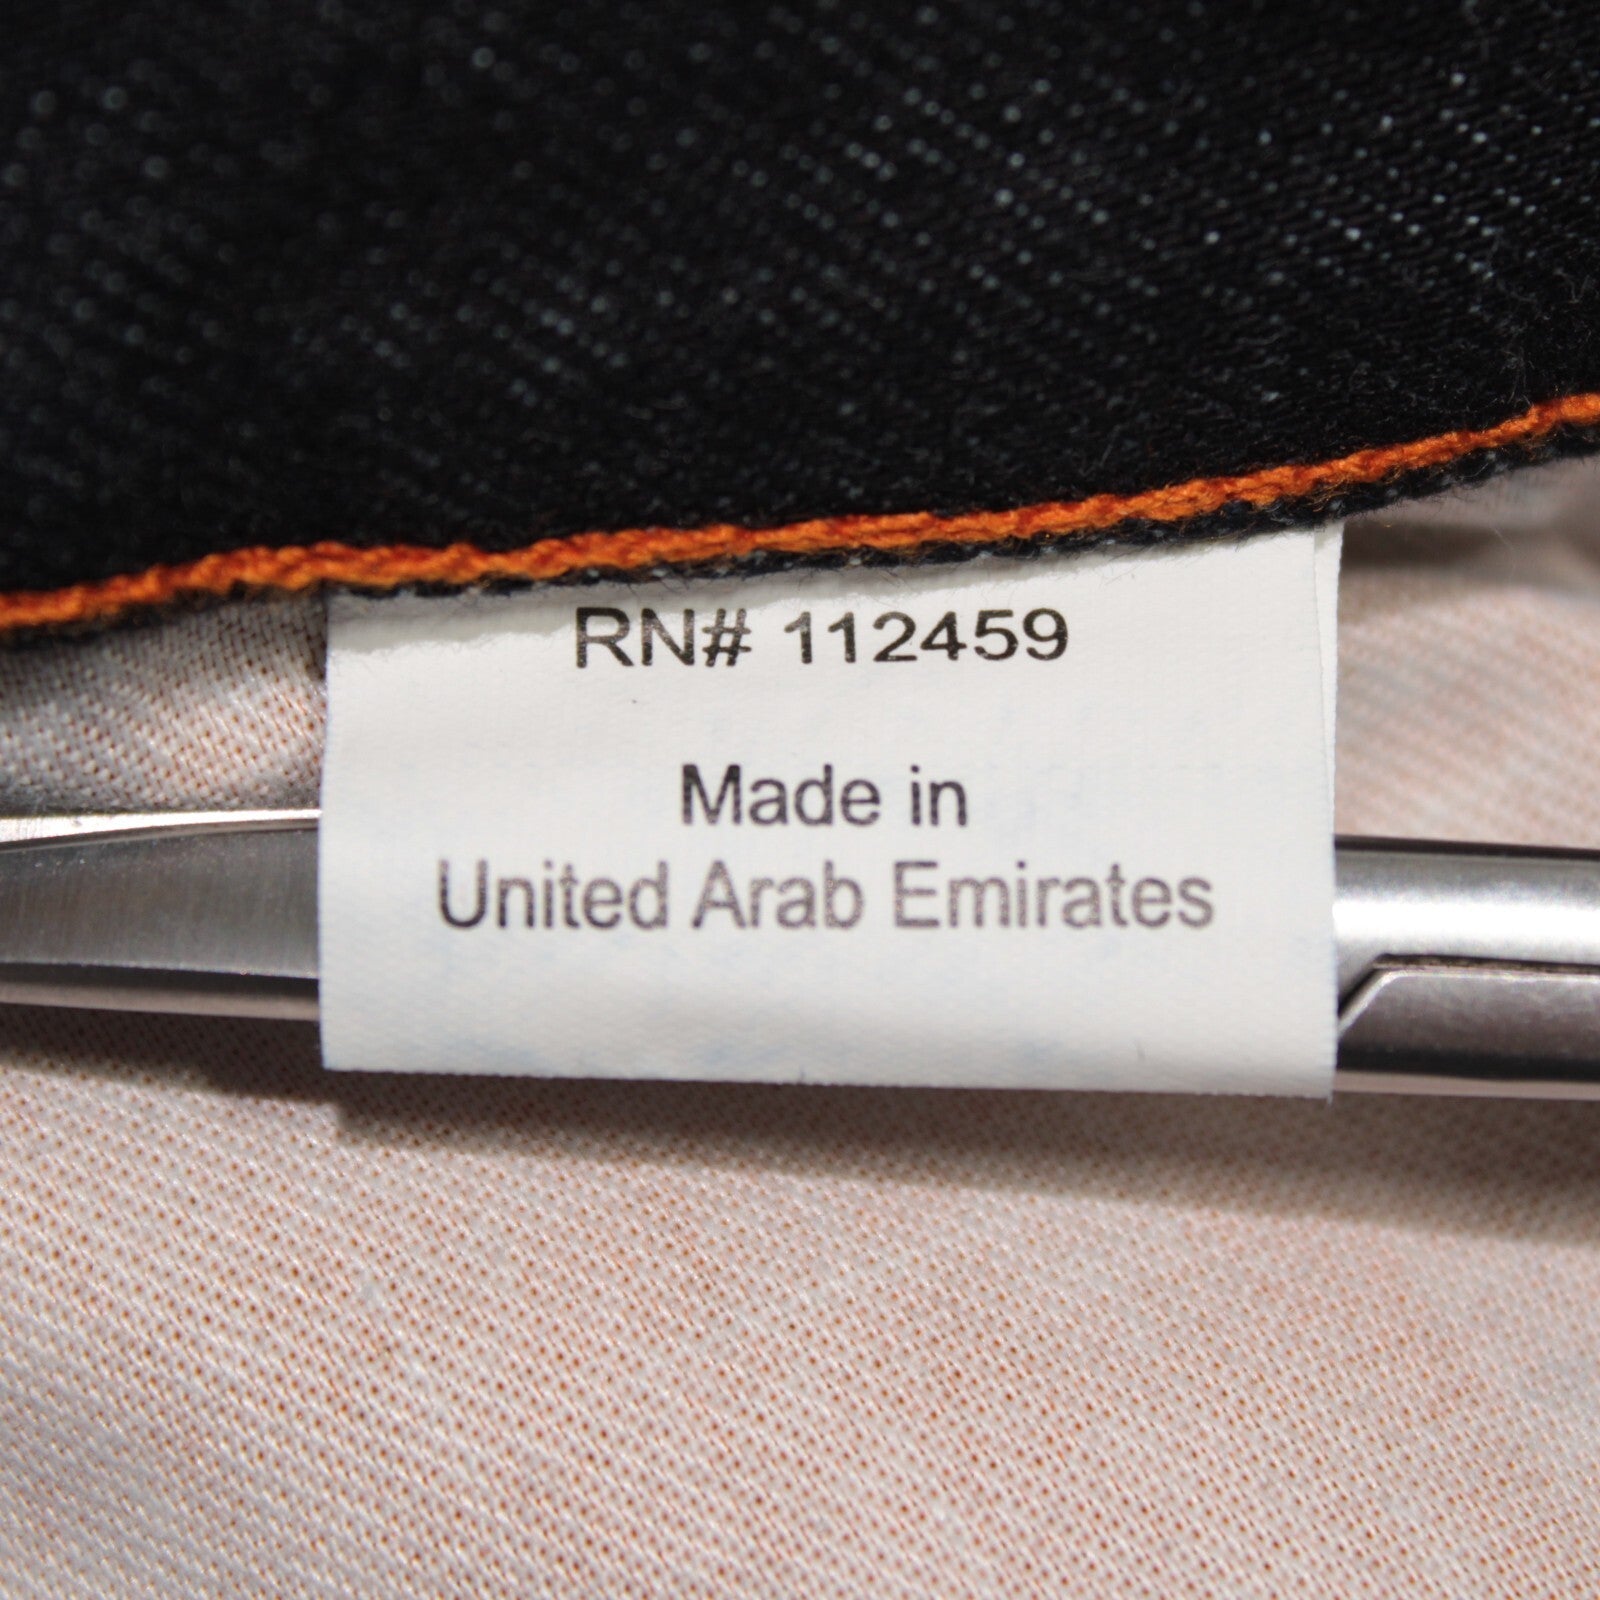 RN# 112459
Made in
United Arab Emirates